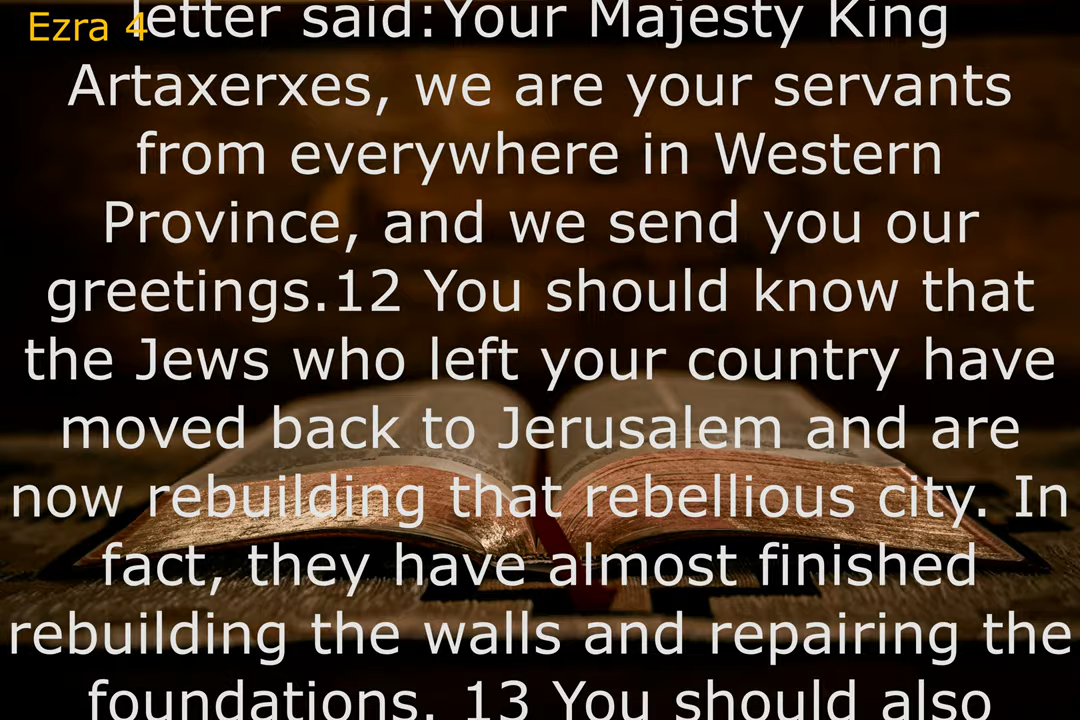 Ezra 4
letter said:Your Majesty King
Artaxerxes, we are your servants
from everywhere in Western
Province, and we send you our
greetings.12 You should know that
the Jews who left your country have
moved back to Jerusalem and are
now rebuilding that rebellious city. In
fact, they have almost finished
rebuilding the walls and repairing the
foundations. 13 You should also